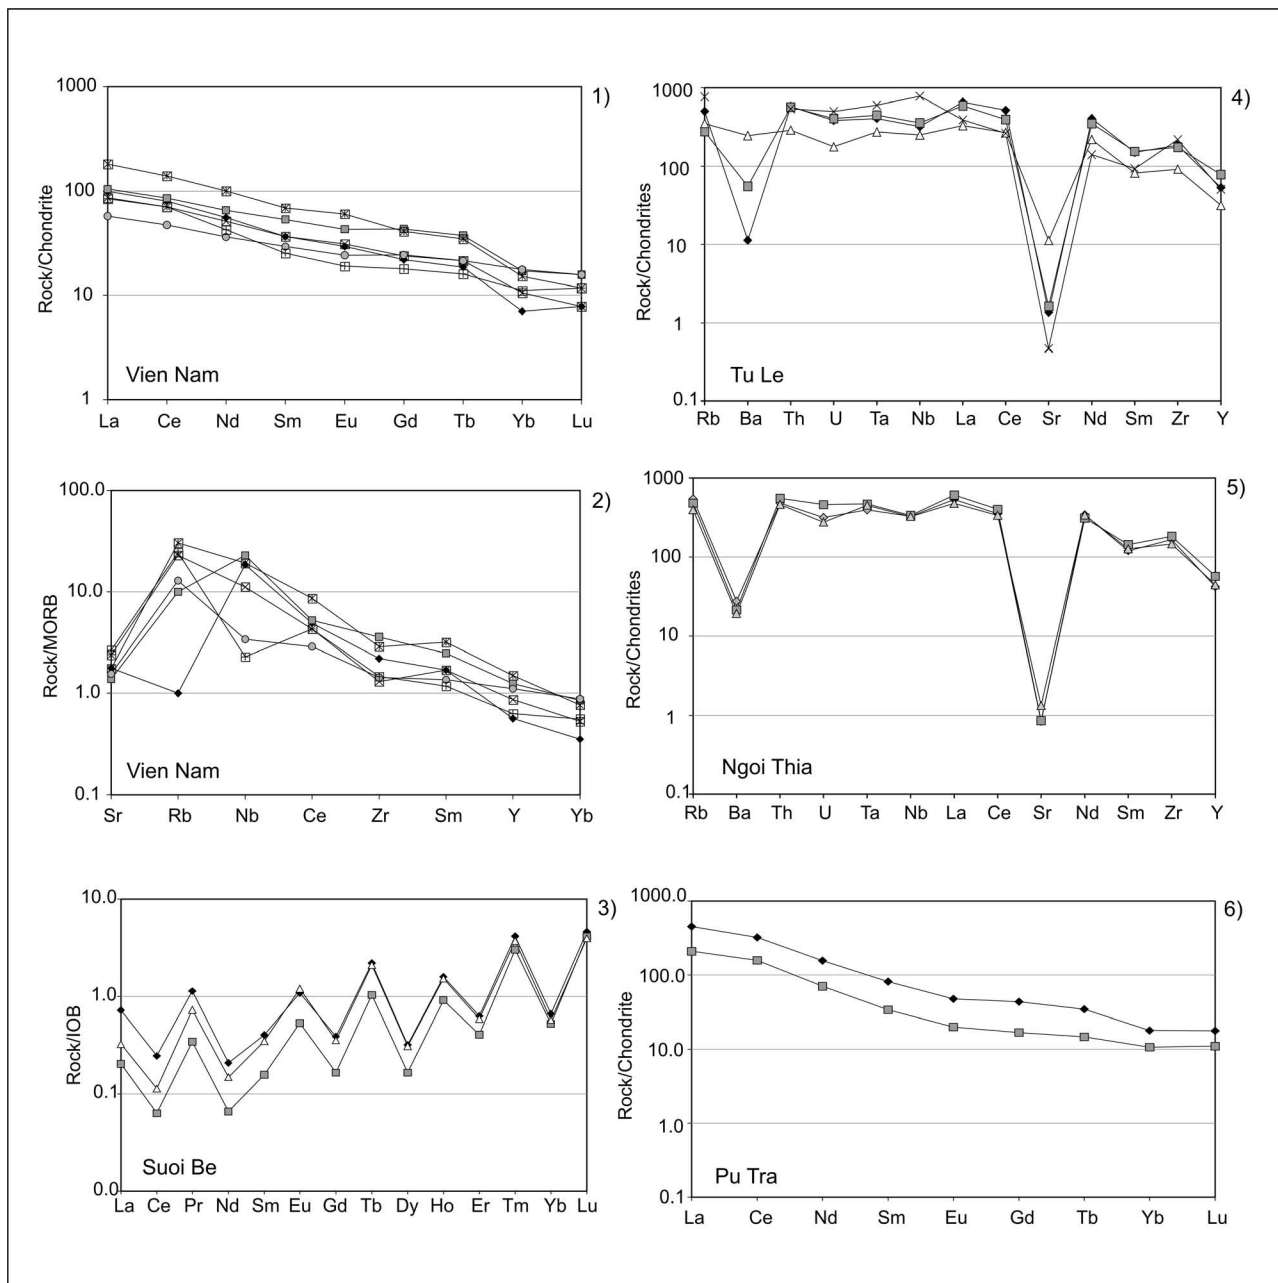 1)
1000
100
10
1
Rock/Chondrite
Vien Nam
La Ce Nd Sm Eu Gd Tb Yb Lu
2)
100.0
10.0
1.0
0.1
Rock/MORB
Vien Nam
Sr Rb Nb Ce Zr Sm Y Yb
3)
10.0
1.0
0.1
0.0
Rock/IOB
Suoi Be
La Ce Pr Nd Sm Eu Gd Tb Dy Ho Er Tm Yb Lu
4)
1000
100
10
1
0.1
Rock/Chondrites
Tu Le
Rb Ba Th U Ta Nb La Ce Sr Nd Sm Zr Y
5)
1000
100
10
1
0.1
Rock/Chondrites
Ngoi Thia
Rb Ba Th U Ta Nb La Ce Sr Nd Sm Zr Y
6)
1000.0
100.0
10.0
1.0
0.1
Rock/Chondrite
Pu Tra
La Ce Nd Sm Eu Gd Tb Yb Lu